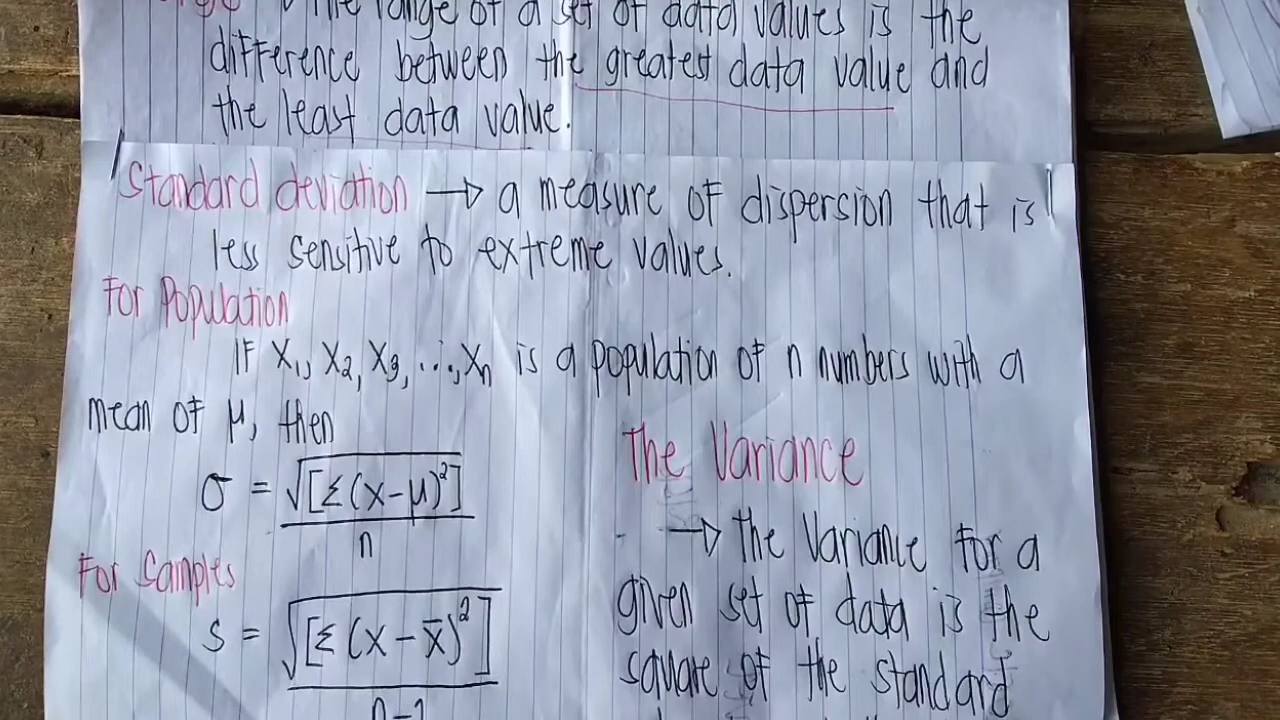 the range of a set of data values is the
difference between the greatest data value and
the least data value.
Standard deviation → a measure of dispersion that is
less sensitive to extreme values.
For Population
If x₁, x₂, x₃, ..., xₙ is a population of n numbers with a
mean of μ, then
σ = √[Σ(x-μ)²]
n
For Samples
s = √[Σ(x-x̄)²]
n-1
The Variance
→ the variance for a
given set of data is the
square of the standard